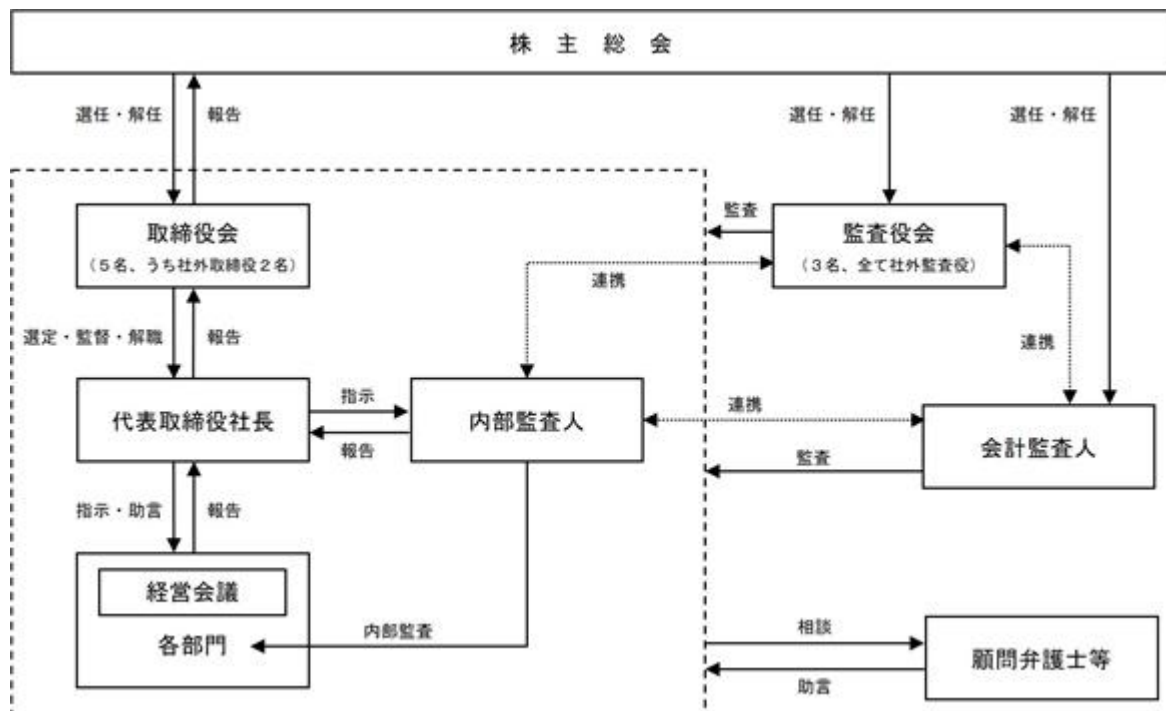 株 主 総 会
選任・解任
報告
選任・解任
選任・解任
取締役会
（５名、うち社外取締役２名）
監査
監査役会
（３名、全て社外監査役）
連携
選定・監督・解職
報告
連携
代表取締役社長
指示
報告
内部監査人
連携
監査
会計監査人
指示・助言
報告
経営会議
各部門
内部監査
相談
助言
顧問弁護士等